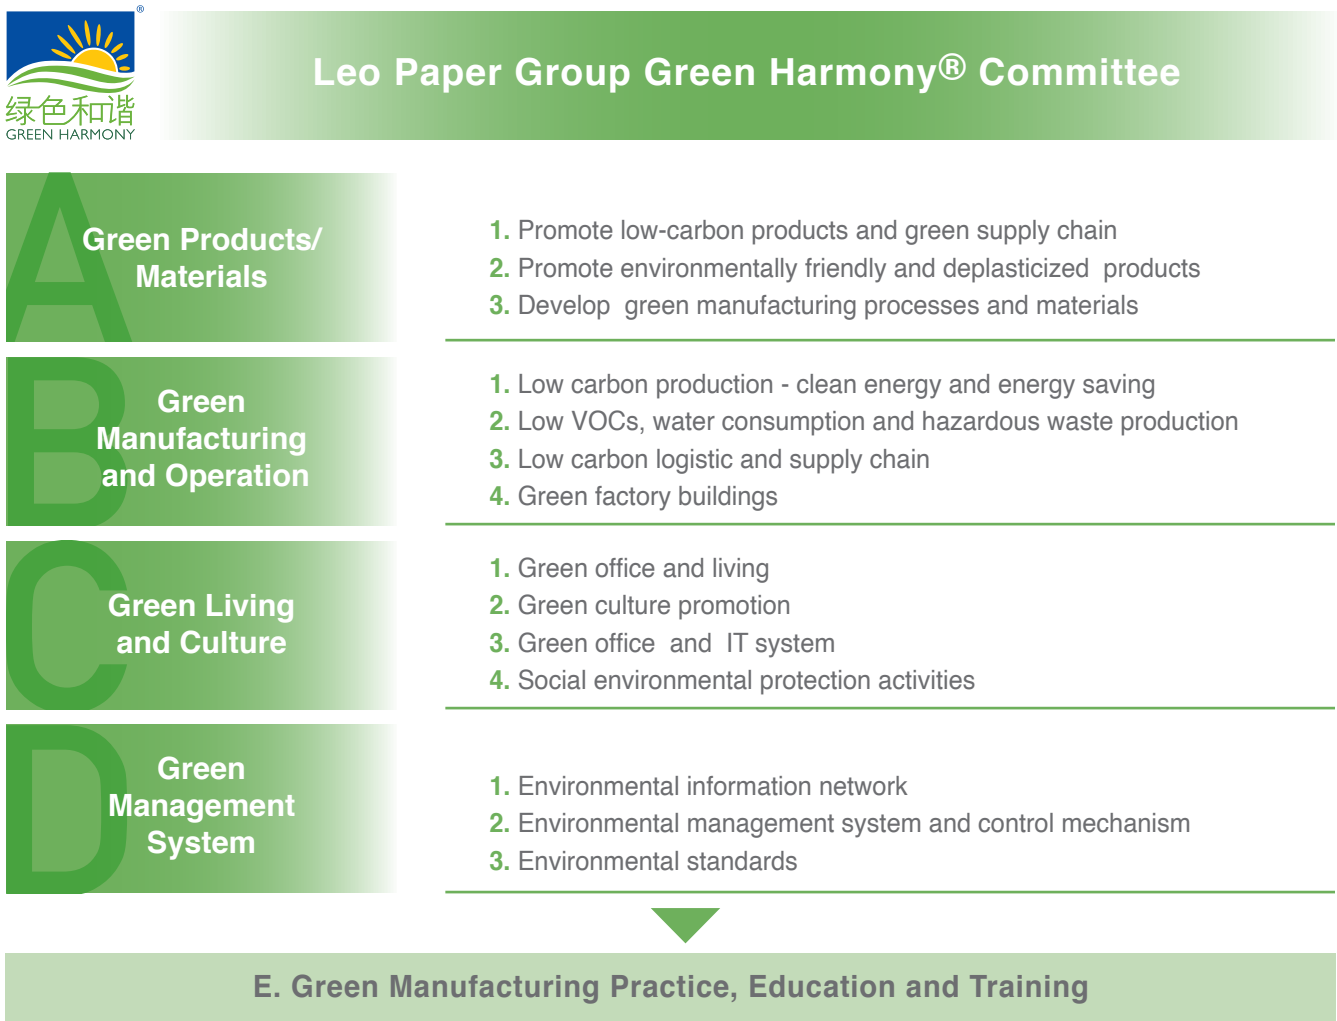 ®
绿色和谐
GREEN HARMONY
Leo Paper Group Green Harmony® Committee
A
Green Products/
Materials
1. Promote low-carbon products and green supply chain
2. Promote environmentally friendly and deplasticized products
3. Develop green manufacturing processes and materials
B
Green
Manufacturing
and Operation
1. Low carbon production - clean energy and energy saving
2. Low VOCs, water consumption and hazardous waste production
3. Low carbon logistic and supply chain
4. Green factory buildings
C
Green Living
and Culture
1. Green office and living
2. Green culture promotion
3. Green office and IT system
4. Social environmental protection activities
D
Green
Management
System
1. Environmental information network
2. Environmental management system and control mechanism
3. Environmental standards
E. Green Manufacturing Practice, Education and Training